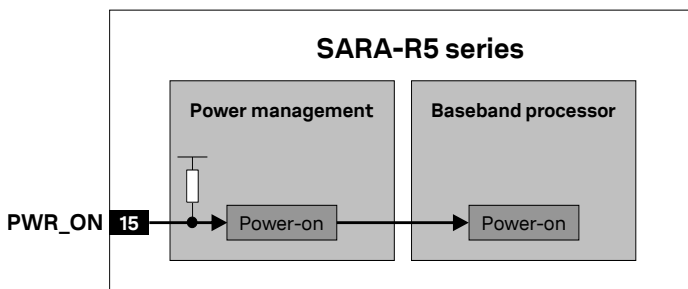 SARA-R5 series
Power management
Baseband processor
PWR_ON 15
Power-on
Power-on